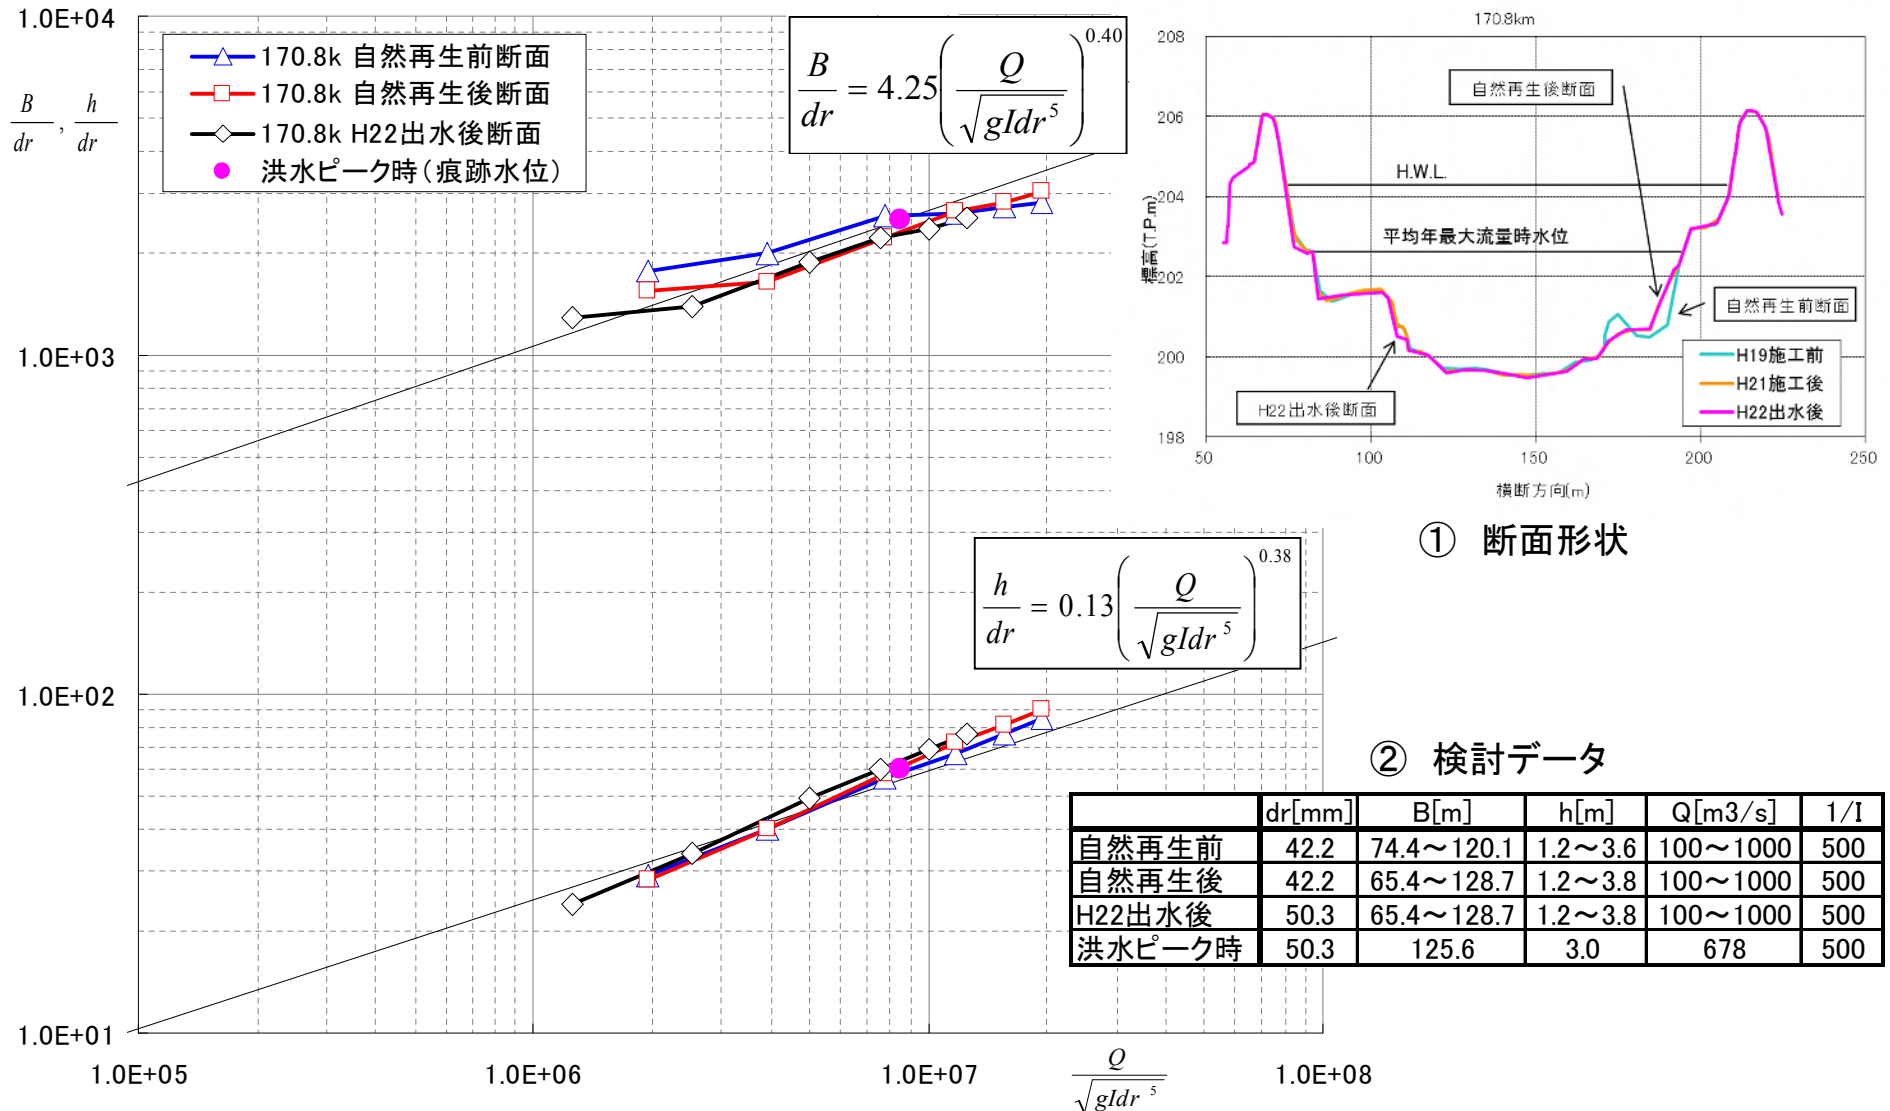 1.0E+04
1.0E+03
1.0E+02
1.0E+01
1.0E+05
1.0E+06
1.0E+07
1.0E+08
B/dr , h/dr
Q/√gIdr^5
170.8k 自然再生前断面
170.8k 自然再生後断面
170.8k H22出水後断面
洪水ピーク時（痕跡水位）
B/dr = 4.25(Q/√gIdr^5)^0.40
h/dr = 0.13(Q/√gIdr^5)^0.38
170.8km
208
206
204
202
200
198
50
100
150
200
250
標高(T.P.m)
横断方向(m)
H.W.L.
平均年最大流量時水位
自然再生後断面
自然再生前断面
H22出水後断面
H19施工前
H21施工後
H22出水後
① 断面形状
② 検討データ
dr[mm] B[m] h[m] Q[m3/s] 1/I
自然再生前 42.2 74.4～120.1 1.2～3.6 100～1000 500
自然再生後 42.2 65.4～128.7 1.2～3.8 100～1000 500
H22出水後 50.3 65.4～128.7 1.2～3.8 100～1000 500
洪水ピーク時 50.3 125.6 3.0 678 500